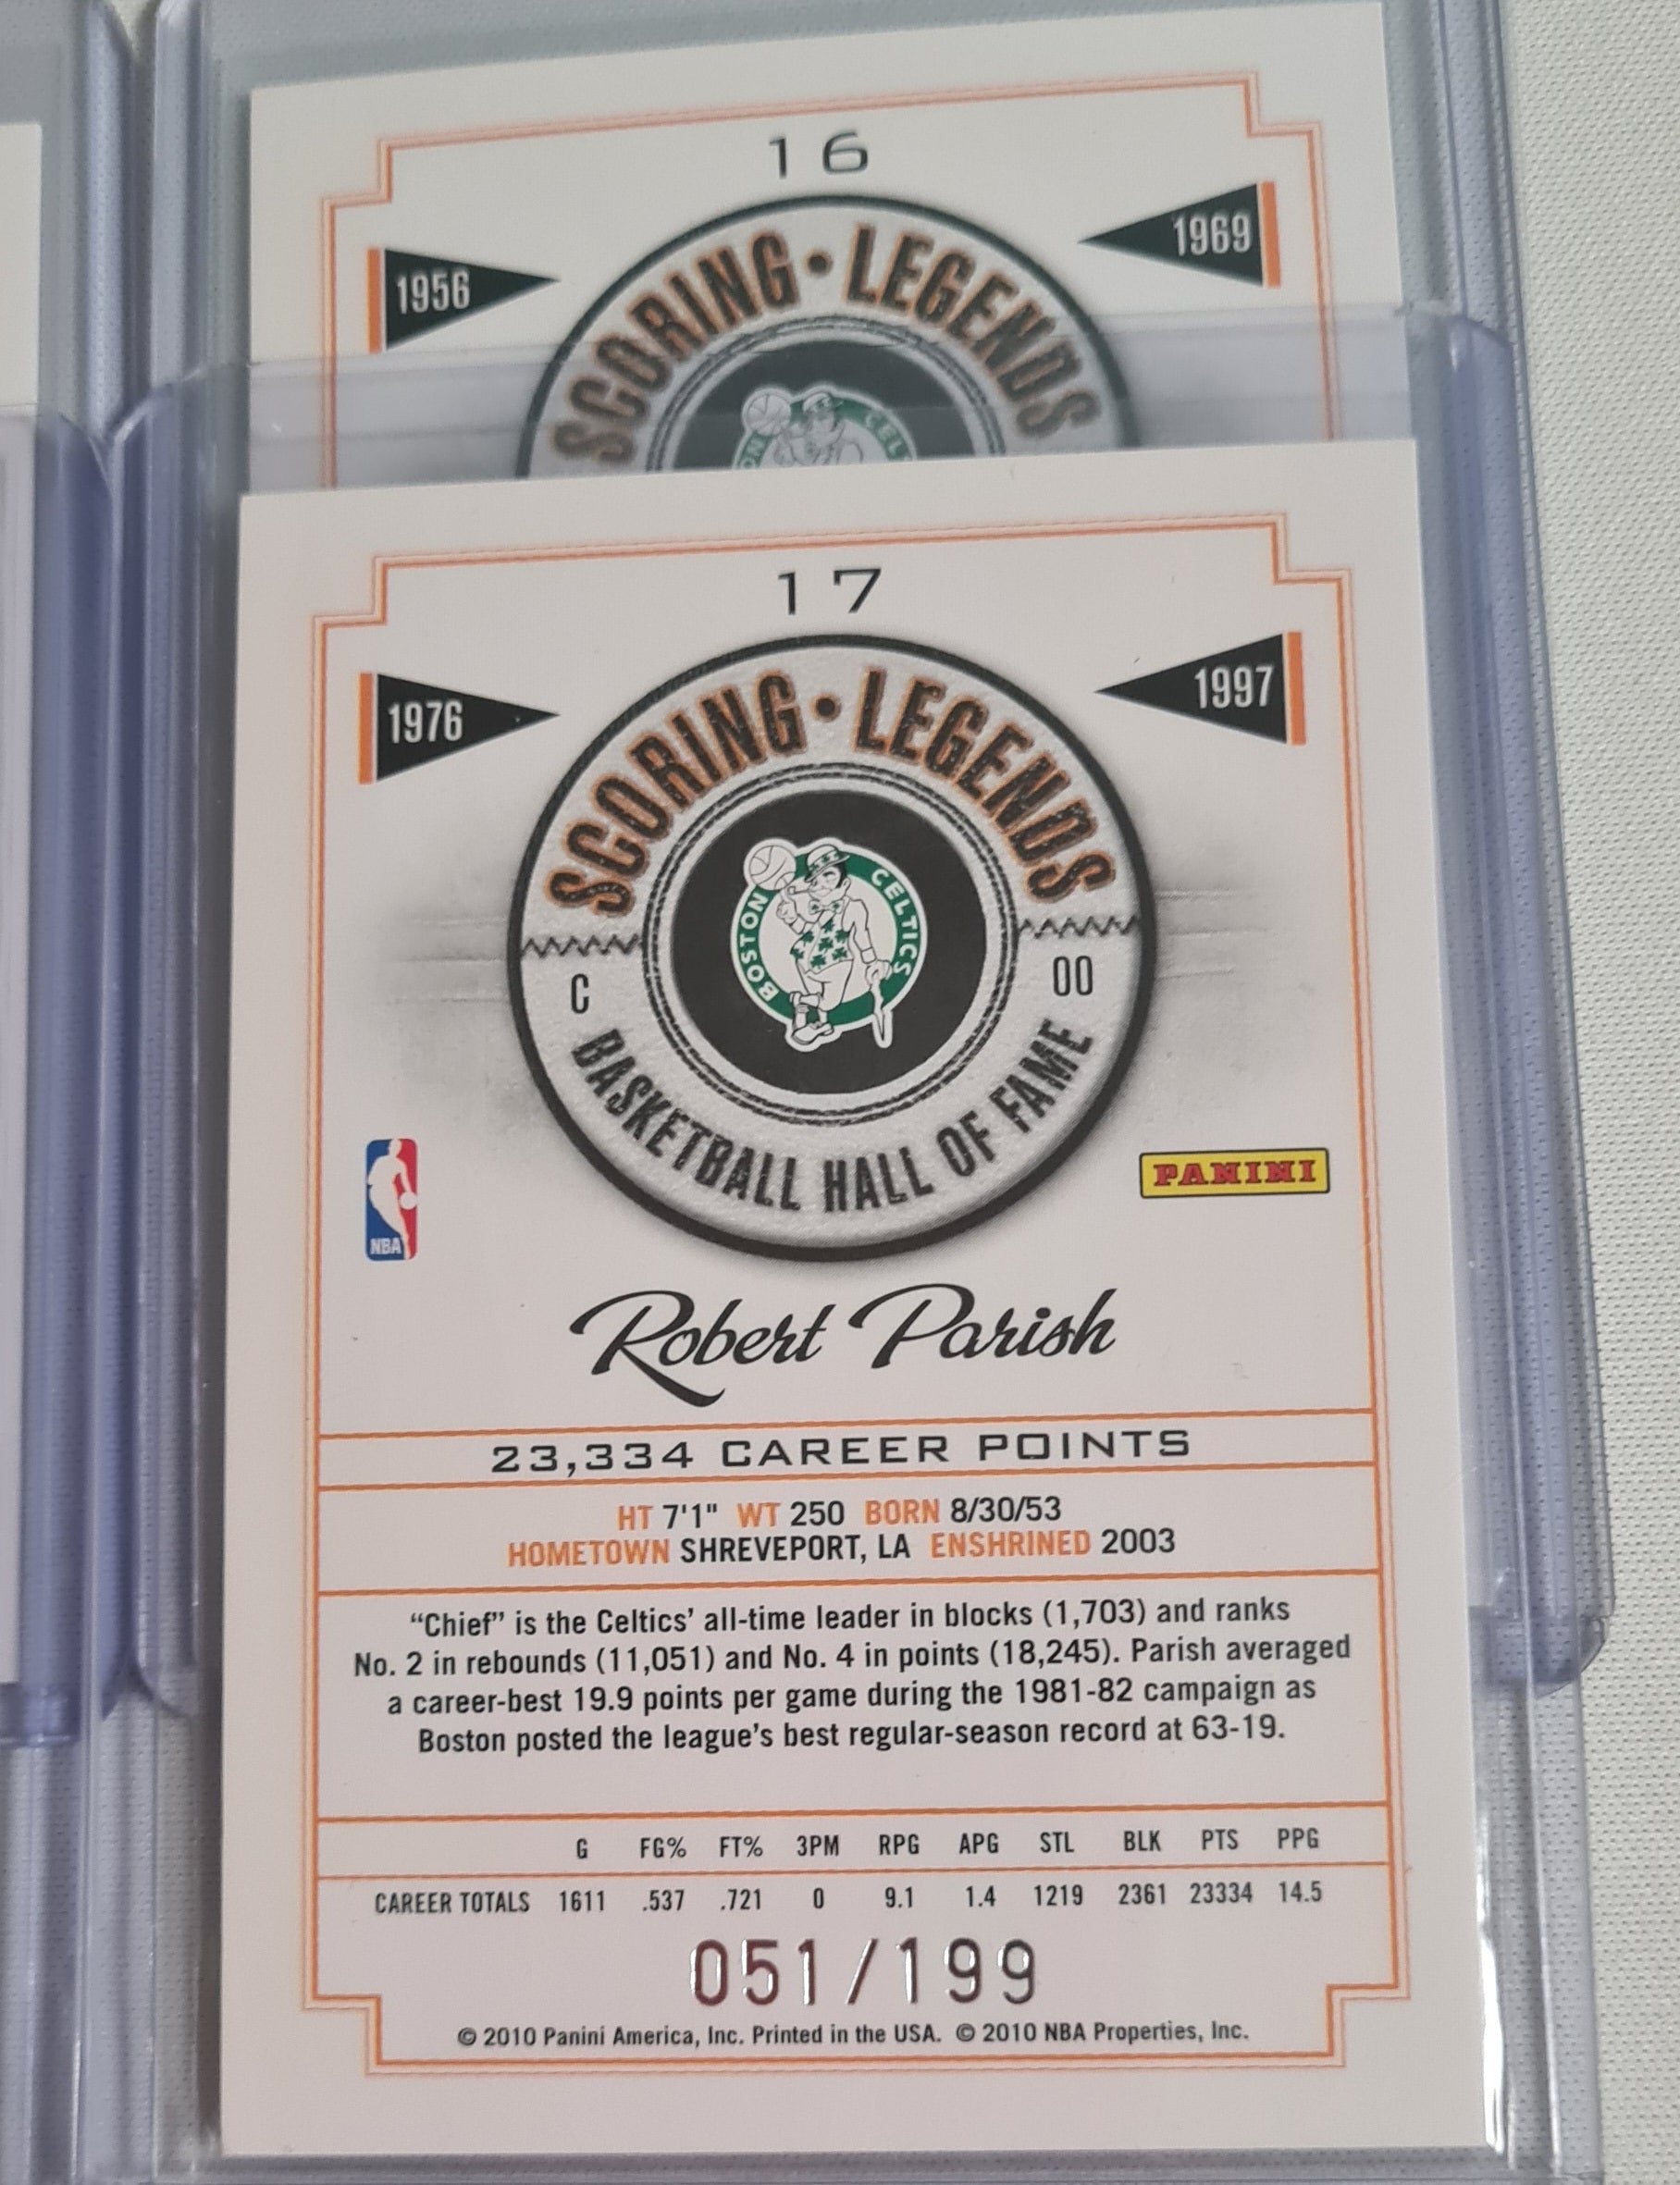 16
1956
1969
SCORING • LEGENDS
CELT
17
1976
1997
SCORING • LEGENDS
BOSTON CELTICS
C
00
BASKETBALL HALL OF FAME
NBA
PANINI
Robert Parish
23,334 CAREER POINTS
HT 7'1" WT 250 BORN 8/30/53
HOMETOWN SHREVEPORT, LA ENSHRINED 2003
“Chief” is the Celtics’ all-time leader in blocks (1,703) and ranks
No. 2 in rebounds (11,051) and No. 4 in points (18,245). Parish averaged
a career-best 19.9 points per game during the 1981-82 campaign as
Boston posted the league’s best regular-season record at 63-19.
G FG% FT% 3PM RPG APG STL BLK PTS PPG
CAREER TOTALS 1611 .537 .721 0 9.1 1.4 1219 2361 23334 14.5
051/199
© 2010 Panini America, Inc. Printed in the USA. © 2010 NBA Properties, Inc.